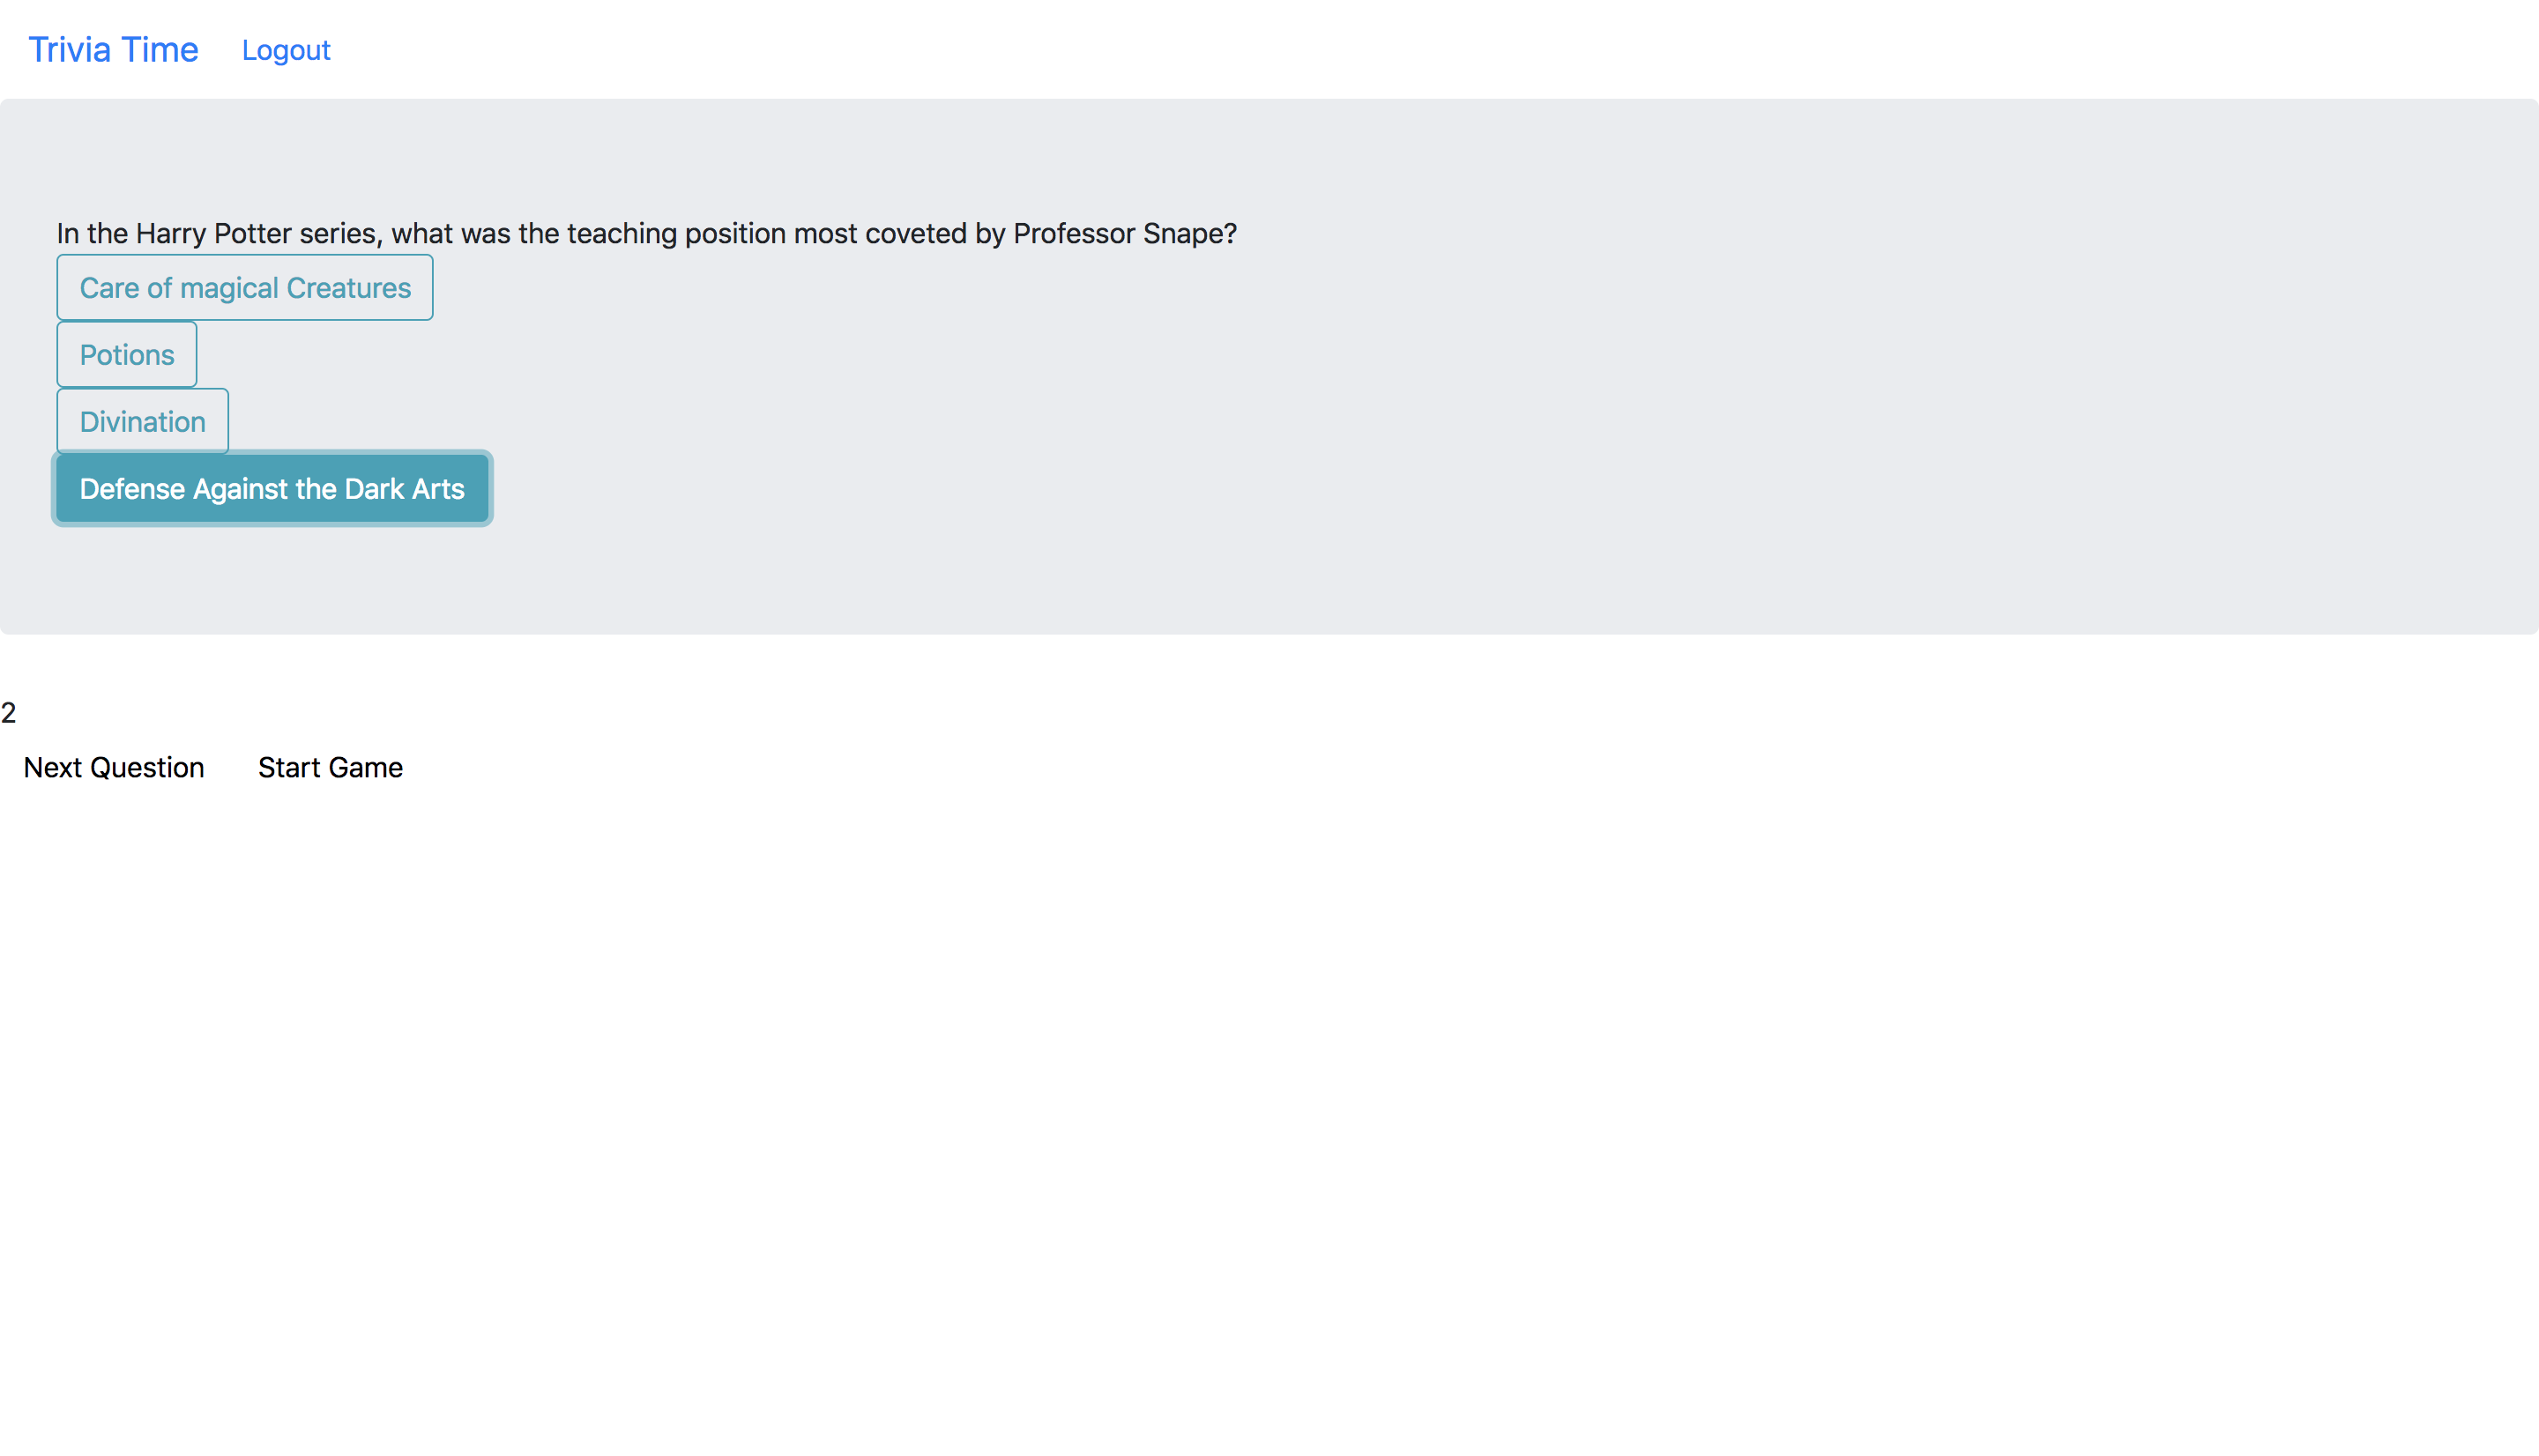 Trivia Time Logout
In the Harry Potter series, what was the teaching position most coveted by Professor Snape?
Care of magical Creatures
Potions
Divination
Defense Against the Dark Arts
2
Next Question Start Game